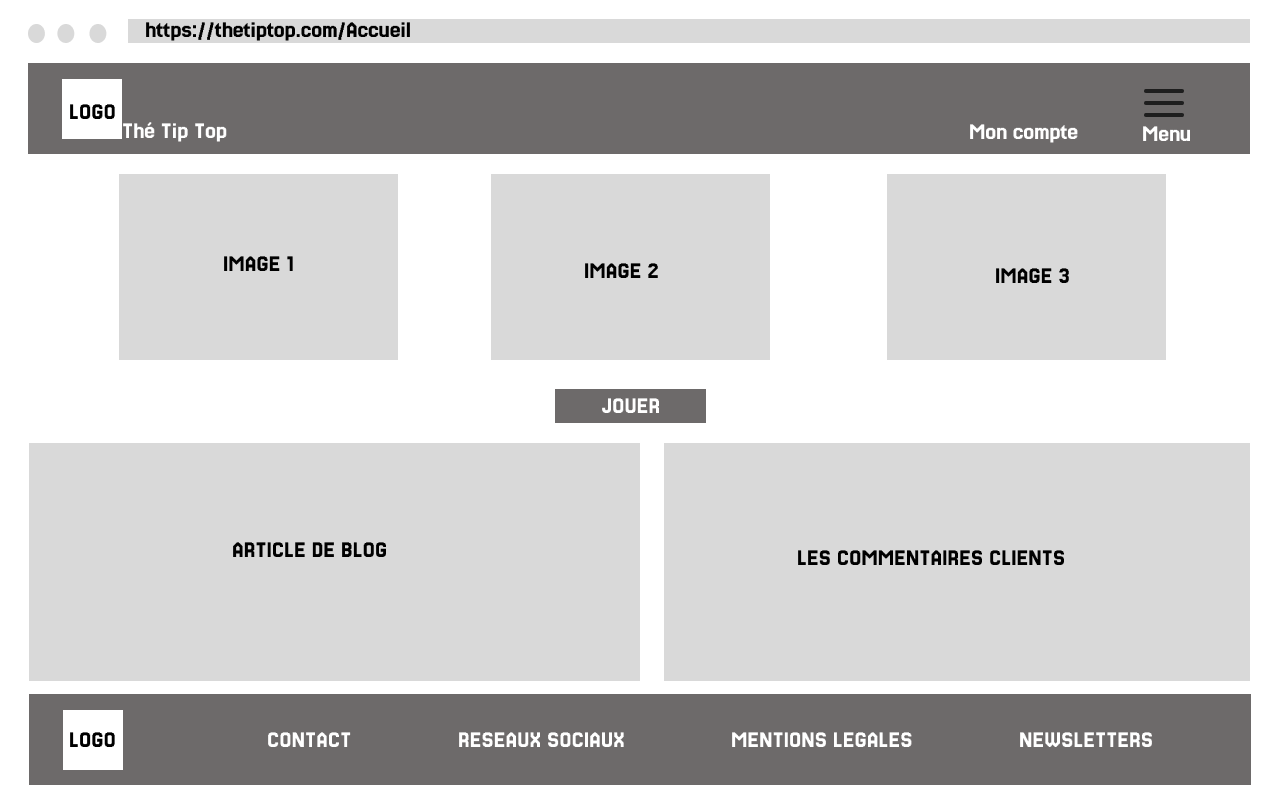 https://thetiptop.com/Accueil
LOGO
Thé Tip Top
Mon compte
Menu
IMAGE 1
IMAGE 2
IMAGE 3
JOUER
ARTICLE DE BLOG
LES COMMENTAIRES CLIENTS
LOGO
CONTACT
RESEAUX SOCIAUX
MENTIONS LEGALES
NEWSLETTERS